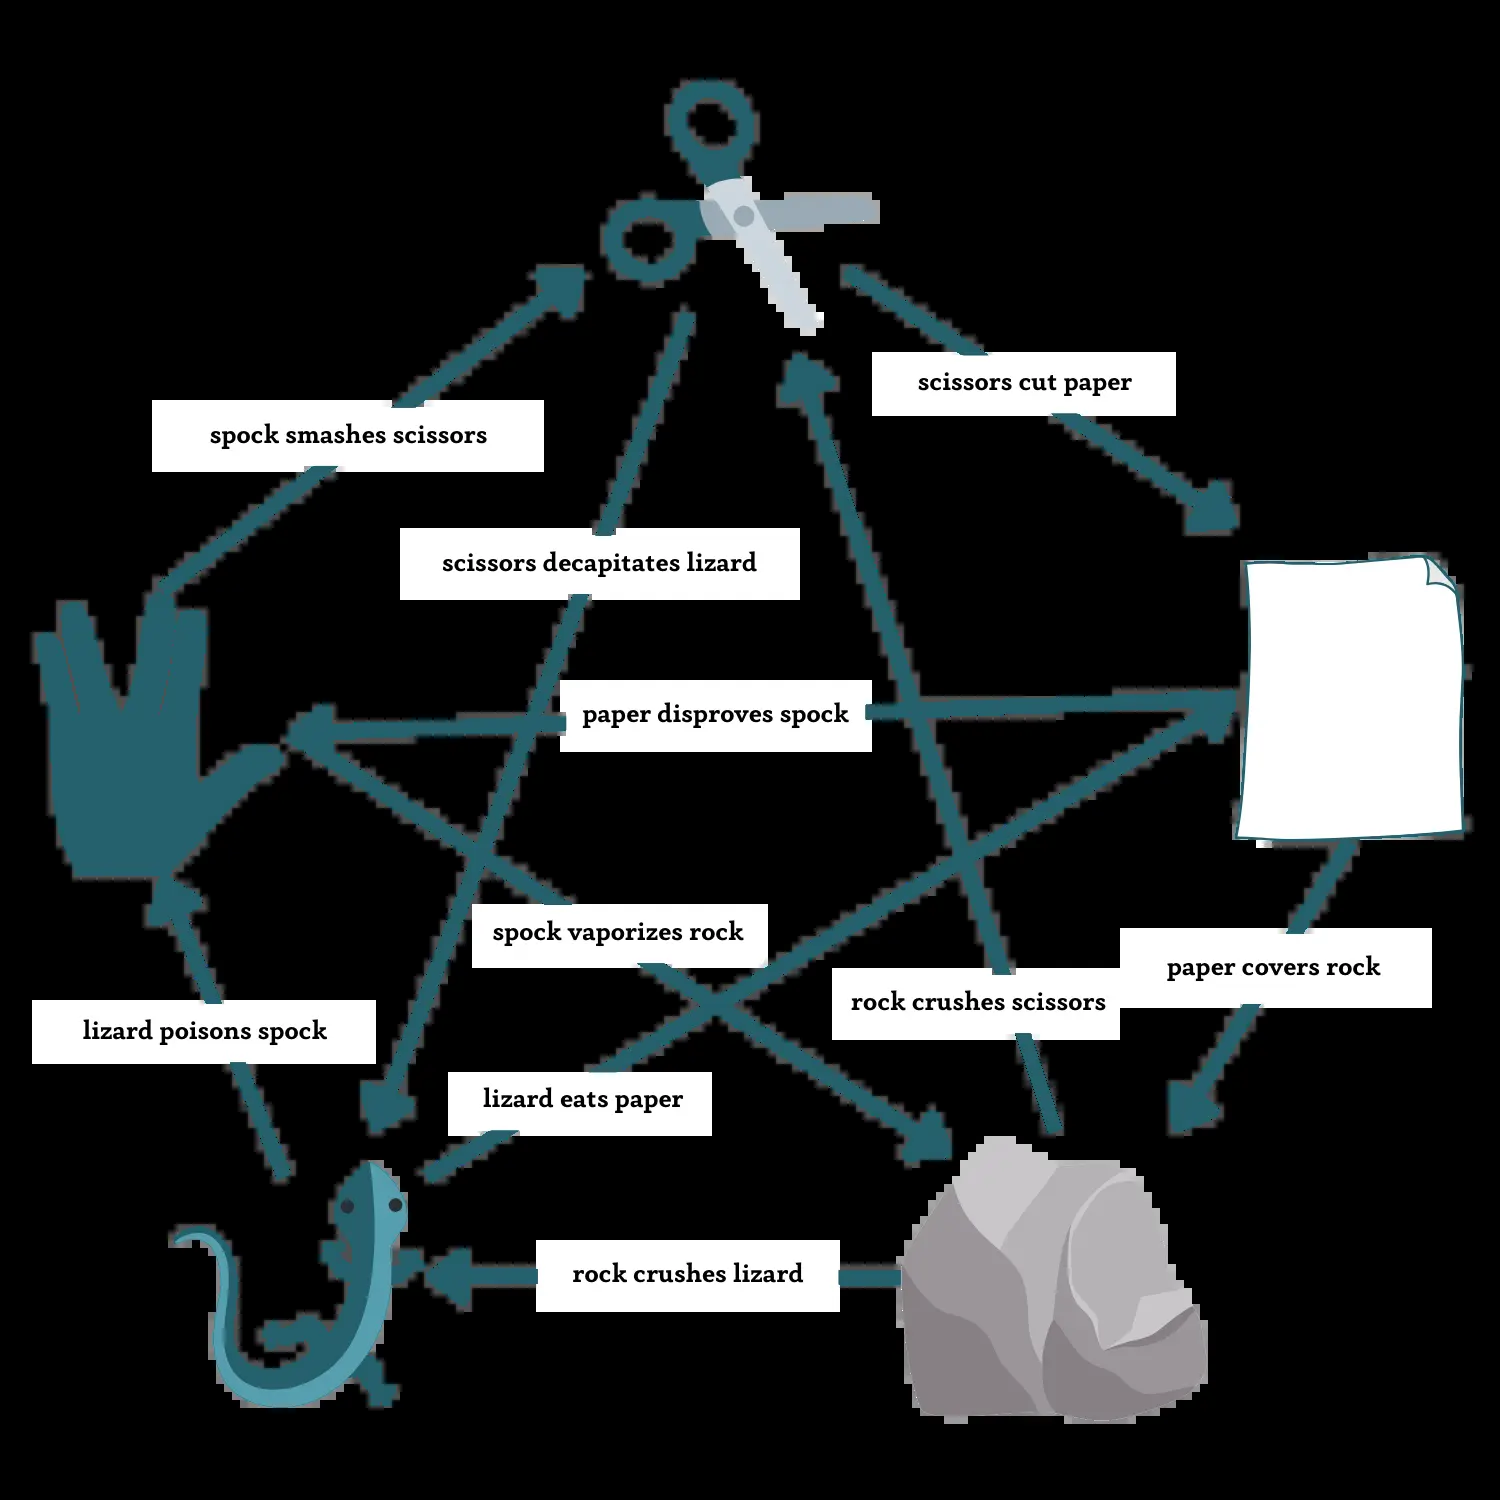 scissors cut paper
spock smashes scissors
scissors decapitates lizard
paper disproves spock
spock vaporizes rock
paper covers rock
rock crushes scissors
lizard poisons spock
lizard eats paper
rock crushes lizard